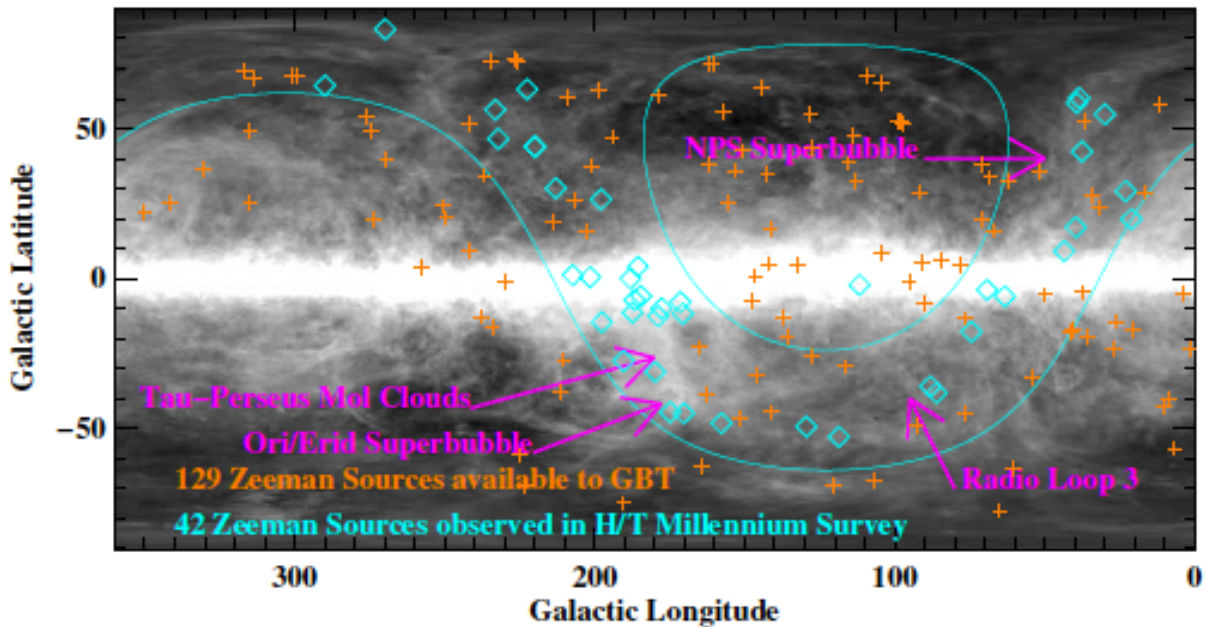 50
0
−50
Galactic Latitude
NPS Superbubble
Tau−Perseus Mol Clouds
Ori/Erid Superbubble
129 Zeeman Sources available to GBT
Radio Loop 3
42 Zeeman Sources observed in H/T Millennium Survey
300 200 100 0
Galactic Longitude